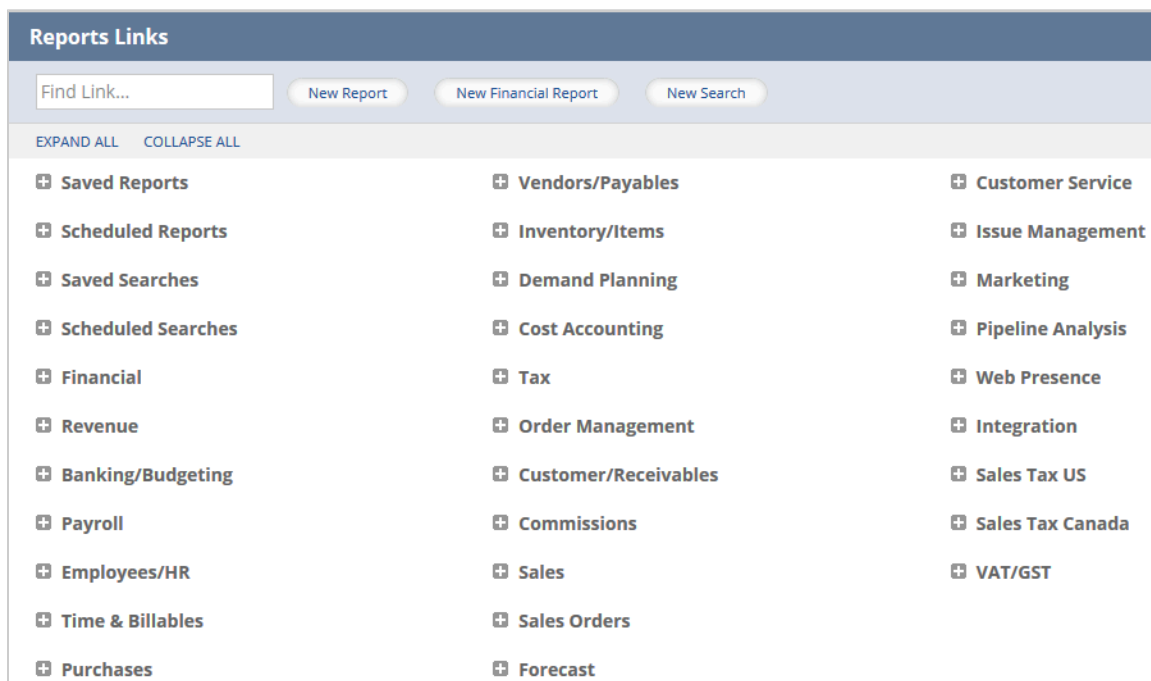 Reports Links
Find Link...
New Report
New Financial Report
New Search
EXPAND ALL
COLLAPSE ALL
Saved Reports
Scheduled Reports
Saved Searches
Scheduled Searches
Financial
Revenue
Banking/Budgeting
Payroll
Employees/HR
Time & Billables
Purchases
Vendors/Payables
Inventory/Items
Demand Planning
Cost Accounting
Tax
Order Management
Customer/Receivables
Commissions
Sales
Sales Orders
Forecast
Customer Service
Issue Management
Marketing
Pipeline Analysis
Web Presence
Integration
Sales Tax US
Sales Tax Canada
VAT/GST